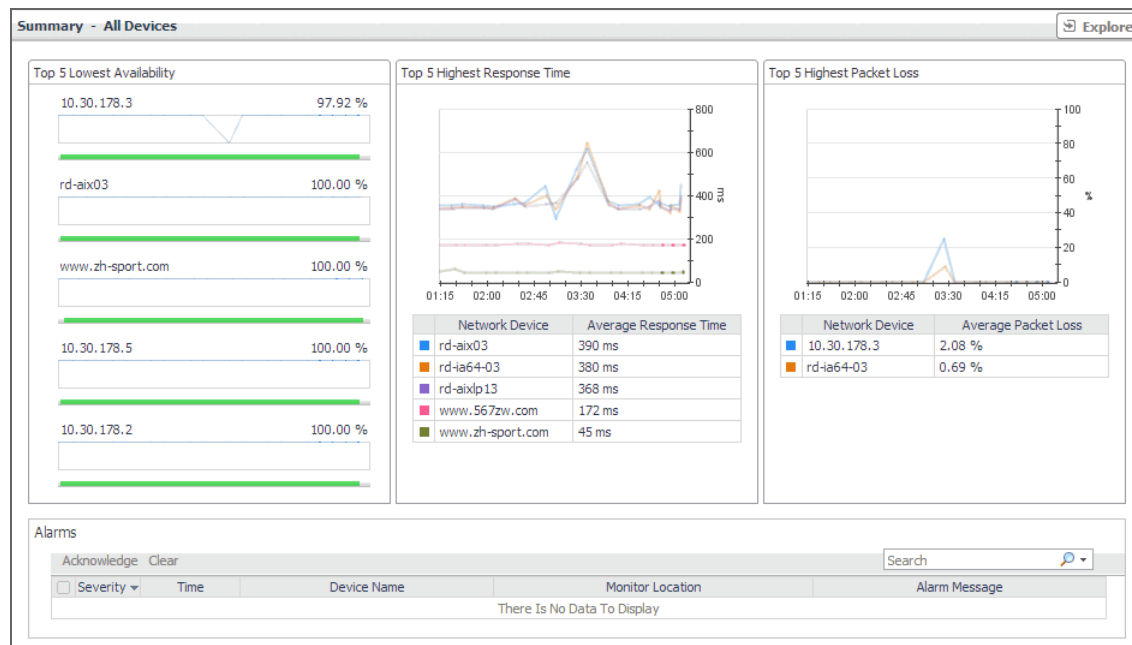 Summary - All Devices
Explore
Top 5 Lowest Availability
10.30.178.3 97.92 %
rd-aix03 100.00 %
www.zh-sport.com 100.00 %
10.30.178.5 100.00 %
10.30.178.2 100.00 %
Top 5 Highest Response Time
800
600
400
200
0
ms
01:15 02:00 02:45 03:30 04:15 05:00
Network Device Average Response Time
rd-aix03 390 ms
rd-ia64-03 380 ms
rd-aixlp13 368 ms
www.567zw.com 172 ms
www.zh-sport.com 45 ms
Top 5 Highest Packet Loss
100
80
60
40
20
0
%
01:15 02:00 02:45 03:30 04:15 05:00
Network Device Average Packet Loss
10.30.178.3 2.08 %
rd-ia64-03 0.69 %
Alarms
Acknowledge Clear
Search
Severity Time Device Name Monitor Location Alarm Message
There Is No Data To Display